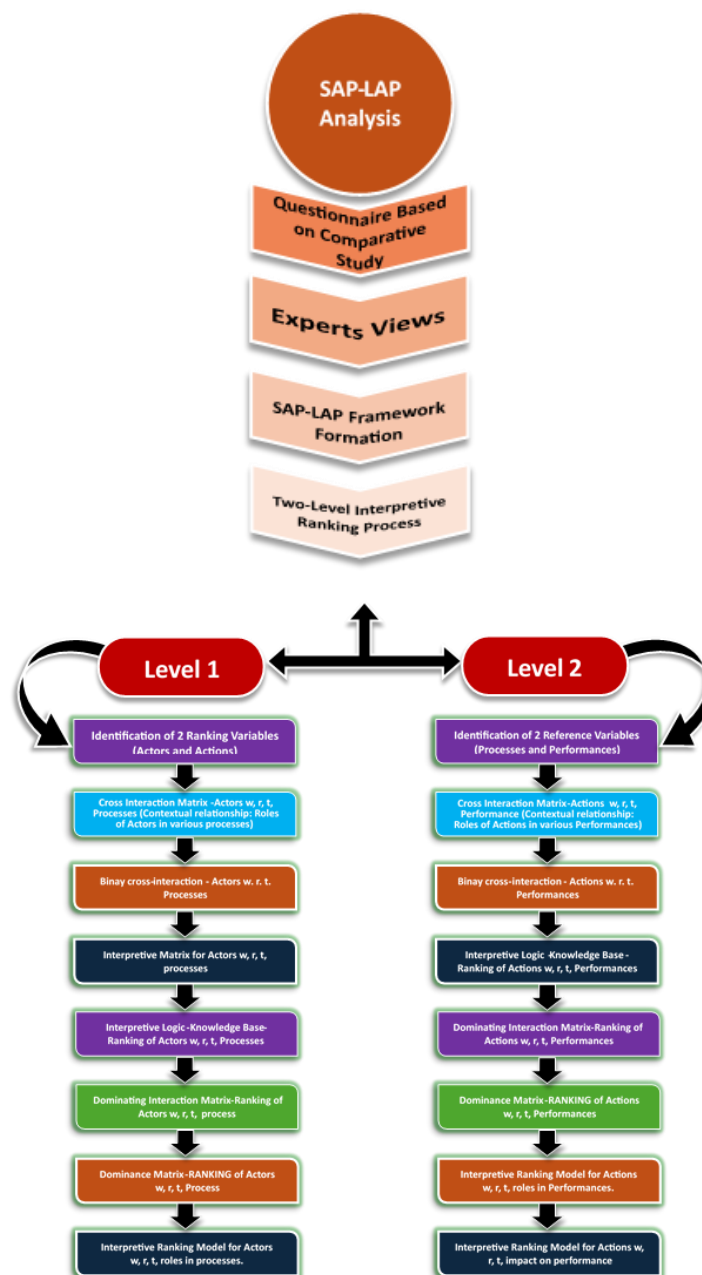 SAP-LAP
Analysis
Questionnaire Based
on Comparative
Study
Experts Views
SAP-LAP Framework
Formation
Two-Level Interpretive
Ranking Process
Level 1
Level 2
Identification of 2 Ranking Variables
(Actors and Actions)
Cross Interaction Matrix -Actors w, r, t,
Processes (Contextual relationship: Roles
of Actors in various processes)
Binay cross-interaction - Actors w. r. t.
Processes
Interpretive Matrix for Actors w, r, t,
processes
Interpretive Logic -Knowledge Base-
Ranking of Actors w, r, t, Processes
Dominating Interaction Matrix-Ranking of
Actors w, r, t, process
Dominance Matrix-RANKING of Actors
w, r, t, Process
Interpretive Ranking Model for Actors
w, r, t, roles in processes.
Identification of 2 Reference Variables
(Processes and Performances)
Cross Interaction Matrix-Actions w, r, t,
Performance (Contextual relationship:
Roles of Actions in various Performances)
Binay cross-interaction - Actions w. r. t.
Performances
Interpretive Logic -Knowledge Base -
Ranking of Actions w, r, t, Performances
Dominating Interaction Matrix-Ranking of
Actions w, r, t, Performances
Dominance Matrix-RANKING of Actions
w, r, t, Performances
Interpretive Ranking Model for Actions
w, r, t, roles in Performances.
Interpretive Ranking Model for Actions w,
r, t, impact on performance